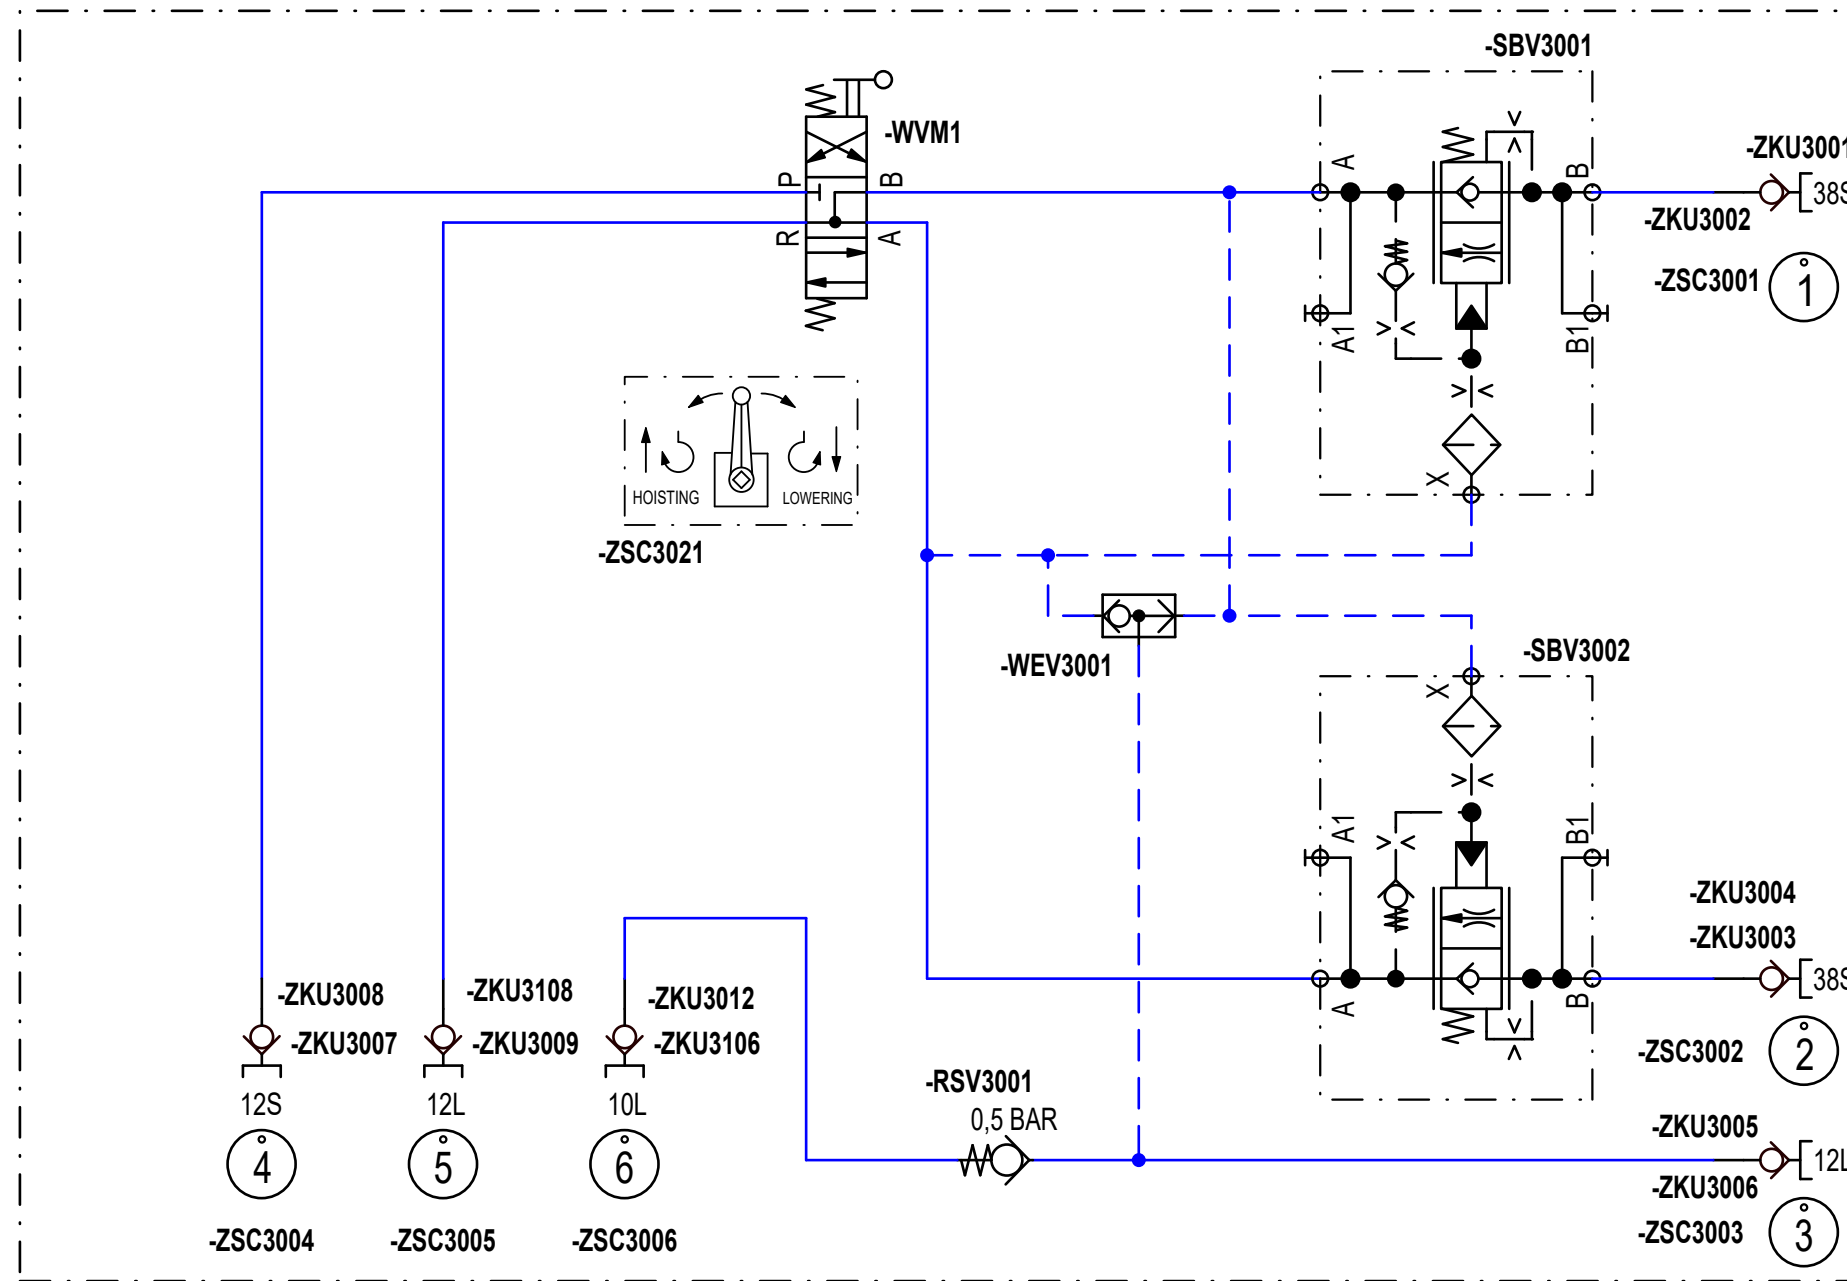 -SBV3001
-WVM1
-ZKU3001
P
B
A
B
38S
-ZKU3002
R
A
-ZSC3001
1
A1
B1
HOISTING
LOWERING
X
-ZSC3021
-WEV3001
-SBV3002
X
A1
B1
-ZKU3004
-ZKU3003
-ZKU3008
-ZKU3108
-ZKU3012
A
B
38S
-ZKU3007
-ZKU3009
-ZKU3106
-ZSC3002
2
-RSV3001
12S
12L
10L
0,5 BAR
-ZKU3005
4
5
6
12L
-ZKU3006
-ZSC3004
-ZSC3005
-ZSC3006
-ZSC3003
3